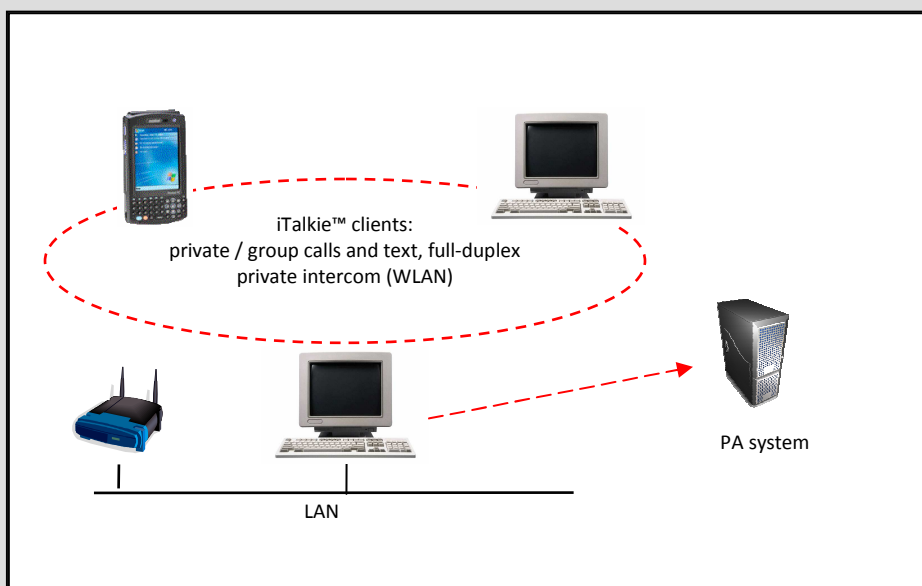 iTalkie™ clients:
private / group calls and text, full-duplex
private intercom (WLAN)
PA system
LAN